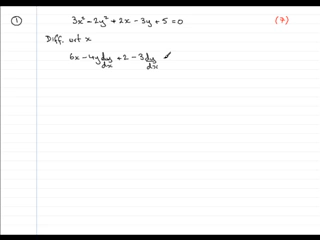 ① 3x² - 2y² + 2x - 3y + 5 = 0 (7)
Diff. wrt x
6x - 4y dy/dx + 2 - 3 dy/dx